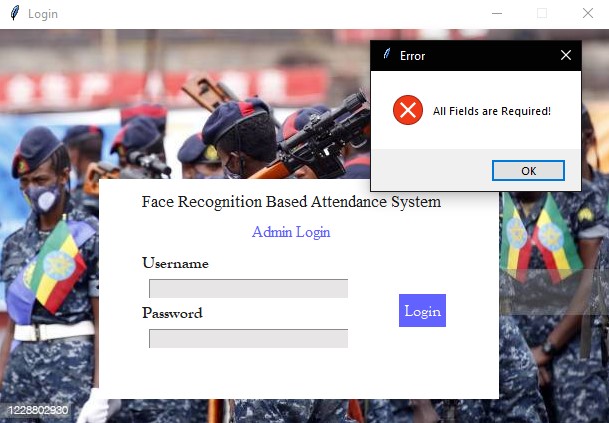 Login
Error
All Fields are Required!
OK
Face Recognition Based Attendance System
Admin Login
Username
Password
Login
1228802930